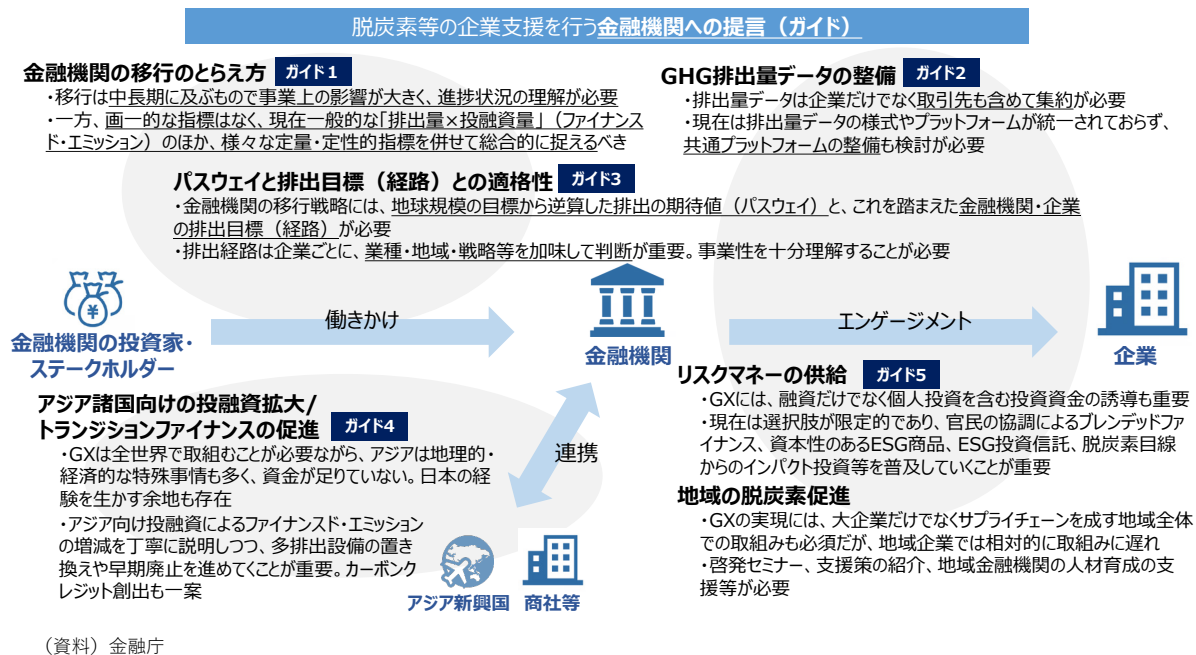 脱炭素等の企業支援を行う金融機関への提言（ガイド）
金融機関の移行のとらえ方 ガイド１
・移行は中長期に及ぶもので事業上の影響が大きく、進捗状況の理解が必要
・一方、画一的な指標はなく、現在一般的な「排出量×投融資量」（ファイナンス
ド・エミッション）のほか、様々な定量・定性的指標を併せて総合的に捉えるべき
GHG排出量データの整備 ガイド2
・排出量データは企業だけでなく取引先も含めて集約が必要
・現在は排出量データの様式やプラットフォームが統一されておらず、
共通プラットフォームの整備も検討が必要
パスウェイと排出目標（経路）との適格性 ガイド3
・金融機関の移行戦略には、地球規模の目標から逆算した排出の期待値（パスウェイ）と、これを踏まえた金融機関・企業
の排出目標（経路）が必要
・排出経路は企業ごとに、業種・地域・戦略等を加味して判断が重要。事業性を十分理解することが必要
金融機関の投資家・
ステークホルダー
働きかけ
金融機関
エンゲージメント
企業
アジア諸国向けの投融資拡大/
トランジションファイナンスの促進 ガイド4
・GXは全世界で取組むことが必要ながら、アジアは地理的・
経済的な特殊事情も多く、資金が足りていない。日本の経
験を生かす余地も存在
・アジア向け投融資によるファイナンスド・エミッション
の増減を丁寧に説明しつつ、多排出設備の置き
換えや早期廃止を進めてくことが重要。カーボンク
レジット創出も一案
連携
アジア新興国
商社等
リスクマネーの供給 ガイド5
・GXには、融資だけでなく個人投資を含む投資資金の誘導も重要
・現在は選択肢が限定的であり、官民の協調によるブレンデッドファ
イナンス、資本性のあるESG商品、ESG投資信託、脱炭素目線
からのインパクト投資等を普及していくことが重要
地域の脱炭素促進
・GXの実現には、大企業だけでなくサプライチェーンを成す地域全体
での取組みも必須だが、地域企業では相対的に取組みに遅れ
・啓発セミナー、支援策の紹介、地域金融機関の人材育成の支
援等が必要
（資料）金融庁